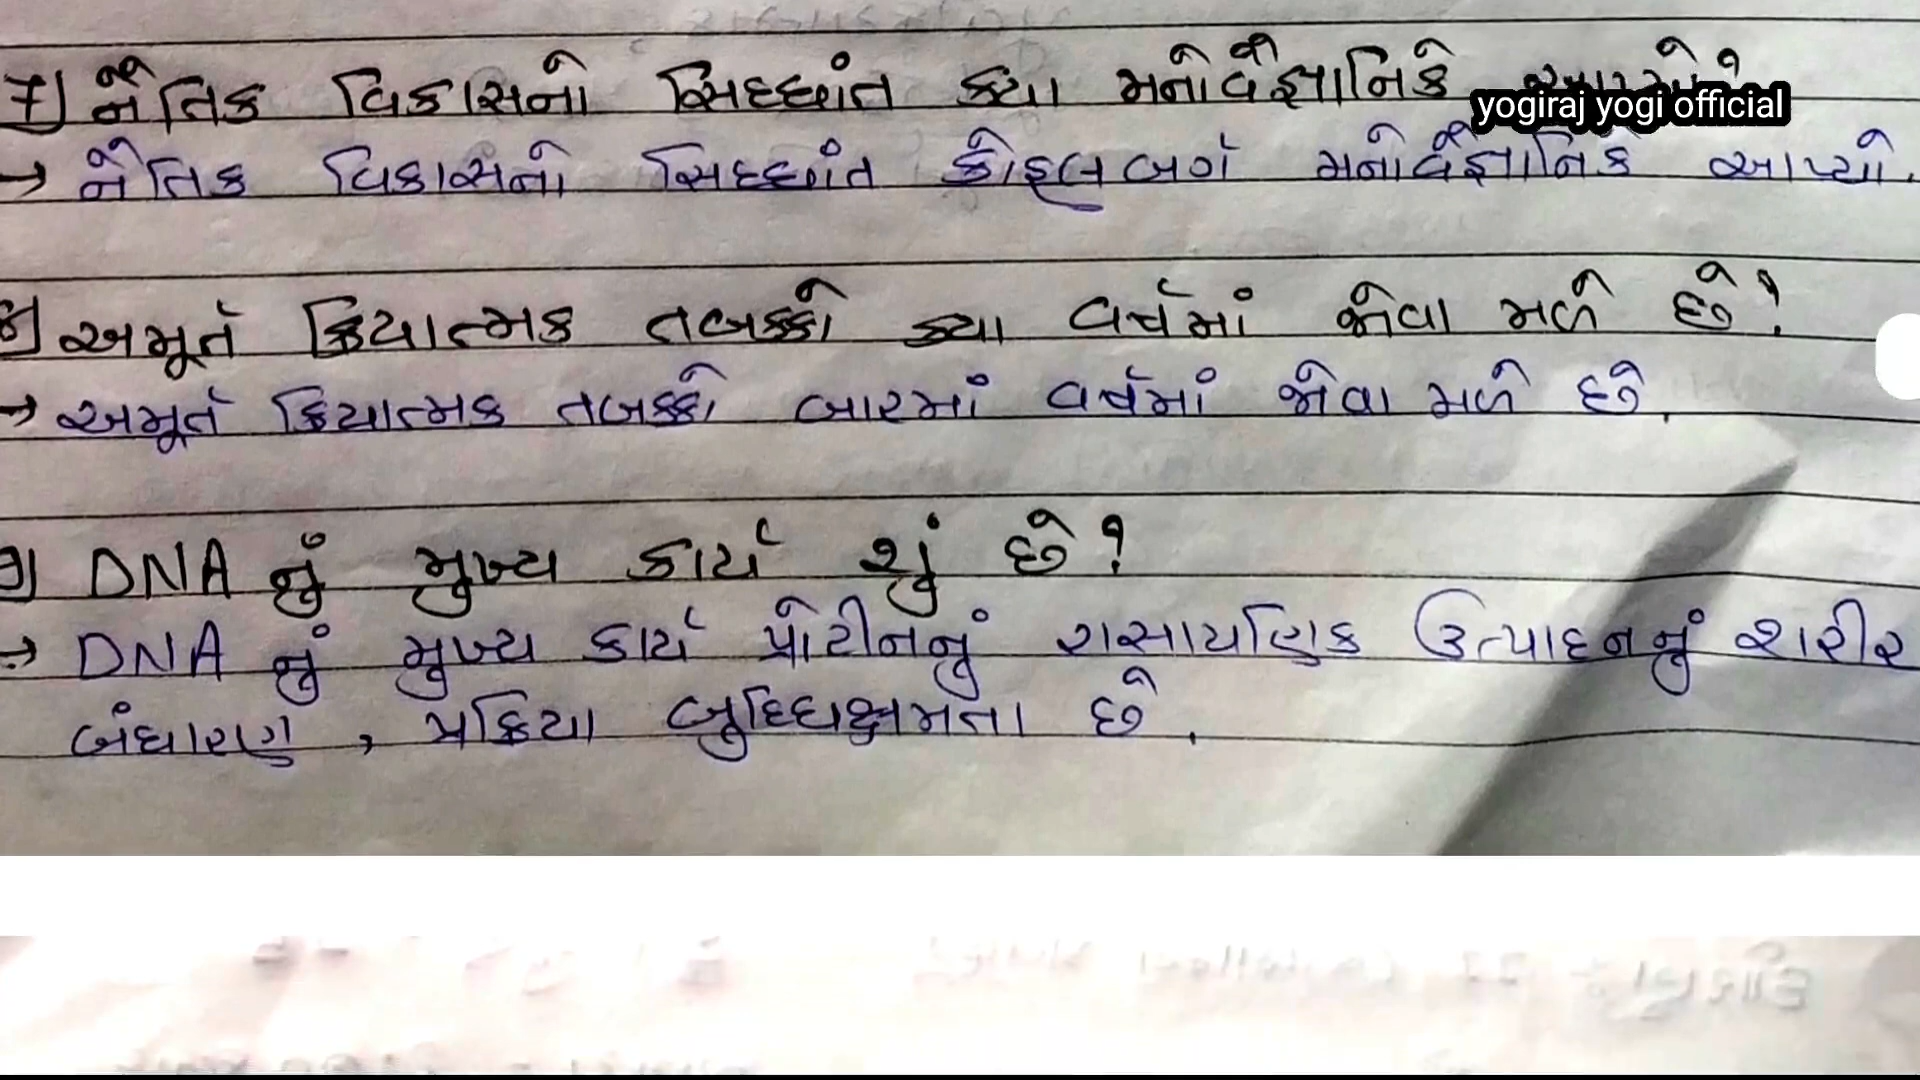 7) નૈતિક વિકાસનો સિધ્ધાંત ક્યા મનોવૈજ્ઞાનિકે
yogiraj yogi official
→ નૈતિક વિકાસનો સિધ્ધાંત કોહલબર્ગ મનોવૈજ્ઞાનિકે આપ્યો.
8) અમૂર્ત ક્રિયાત્મક તબક્કો ક્યા વર્ષમાં જોવા મળે છે?
→ અમૂર્ત ક્રિયાત્મક તબક્કો બારમાં વર્ષમાં જોવા મળે છે.
9) DNA નું મુખ્ય કાર્ય શું છે?
→ DNA નું મુખ્ય કાર્ય પ્રોટીનનું રાસાયણિક ઉત્પાદનનું શરીર
બંધારણ, પ્રક્રિયા બુધ્ધિક્ષમતા છે.